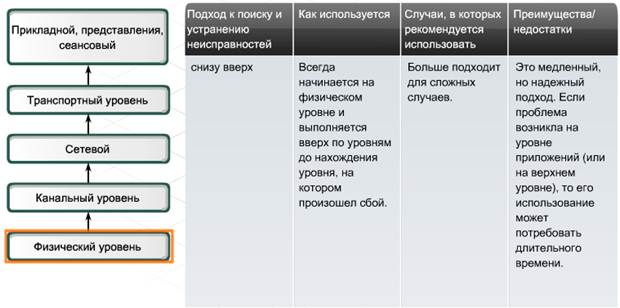 Прикладной, представления,
сеансовый
Транспортный уровень
Сетевой
Канальный уровень
Физический уровень
Подход к поиску и
устранению
неисправностей
Как используется
Случаи, в которых
рекомендуется
использовать
Преимущества/
недостатки
снизу вверх
Всегда
начинается на
физическом
уровне и
выполняется
вверх по уровням
до нахождения
уровня, на
котором
произошел сбой.
Больше подходит
для сложных
случаев.
Это медленный,
но надежный
подход. Если
проблема
возникла на
уровне
приложений (или
на верхнем
уровне), то его
использование
может
потребовать
длительного
времени.